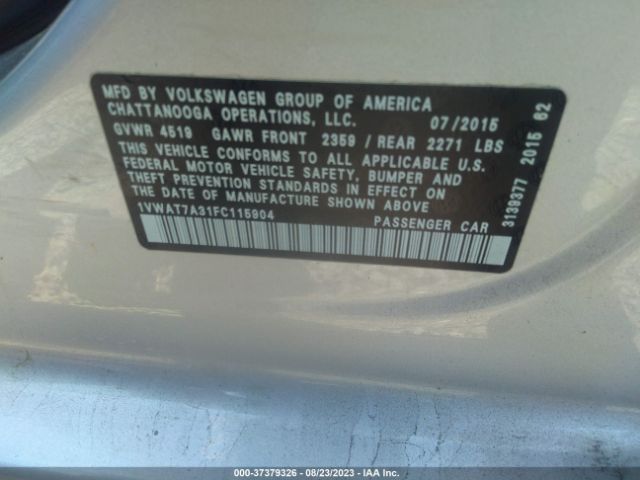 MFD BY VOLKSWAGEN GROUP OF AMERICA
CHATTANOOGA OPERATIONS, LLC. 07/2015
GVWR 4519 GAWR FRONT 2359 / REAR 2271 LBS
THIS VEHICLE CONFORMS TO ALL APPLICABLE U.S.
FEDERAL MOTOR VEHICLE SAFETY, BUMPER AND
THEFT PREVENTION STANDARDS IN EFFECT ON
THE DATE OF MANUFACTURE SHOWN ABOVE
1VWAT7A31FC115904 PASSENGER CAR
3139377 2015 62
000-37379326 - 08/23/2023 - IAA Inc.